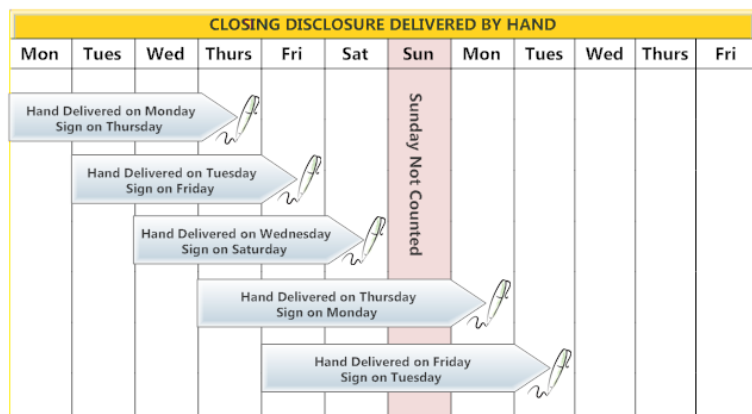 CLOSING DISCLOSURE DELIVERED BY HAND
Mon Tues Wed Thurs Fri Sat Sun Mon Tues Wed Thurs Fri
Hand Delivered on Monday
Sign on Thursday
Hand Delivered on Tuesday
Sign on Friday
Hand Delivered on Wednesday
Sign on Saturday
Sunday Not Counted
Hand Delivered on Thursday
Sign on Monday
Hand Delivered on Friday
Sign on Tuesday